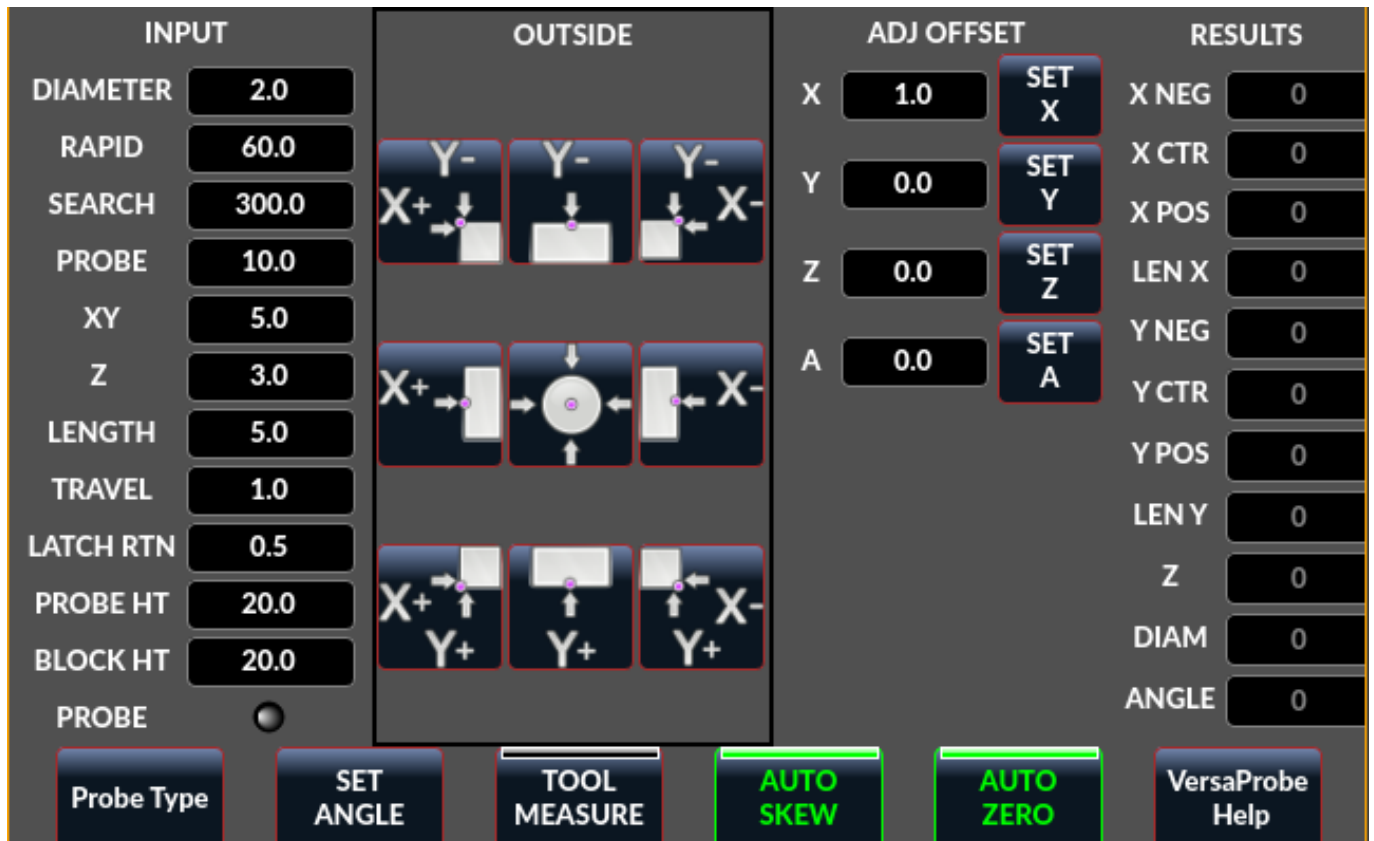 INPUT
DIAMETER 2.0
RAPID 60.0
SEARCH 300.0
PROBE 10.0
XY 5.0
Z 3.0
LENGTH 5.0
TRAVEL 1.0
LATCH RTN 0.5
PROBE HT 20.0
BLOCK HT 20.0
PROBE
OUTSIDE
Y- Y- Y-
X+ X-
X+ X-
X+ X-
Y+ Y+ Y+
ADJ OFFSET
X 1.0 SET
X
Y 0.0 SET
Y
Z 0.0 SET
Z
A 0.0 SET
A
RESULTS
X NEG 0
X CTR 0
X POS 0
LEN X 0
Y NEG 0
Y CTR 0
Y POS 0
LEN Y 0
Z 0
DIAM 0
ANGLE 0
Probe Type
SET
ANGLE
TOOL
MEASURE
AUTO
SKEW
AUTO
ZERO
VersaProbe
Help